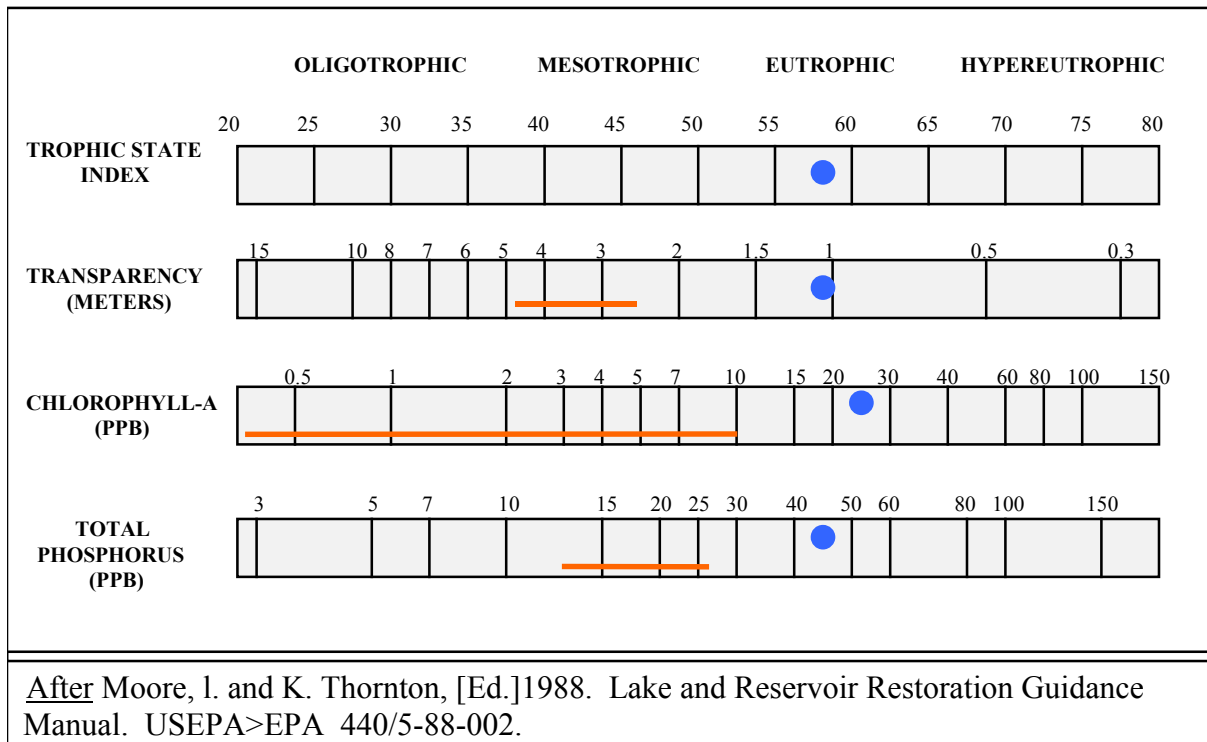 OLIGOTROPHIC MESOTROPHIC EUTROPHIC HYPEREUTROPHIC
20 25 30 35 40 45 50 55 60 65 70 75 80
TROPHIC STATE
INDEX
15 10 8 7 6 5 4 3 2 1.5 1 0.5 0.3
TRANSPARENCY
(METERS)
0.5 1 2 3 4 5 7 10 15 20 30 40 60 80 100 150
CHLOROPHYLL-A
(PPB)
3 5 7 10 15 20 25 30 40 50 60 80 100 150
TOTAL
PHOSPHORUS
(PPB)
After Moore, l. and K. Thornton, [Ed.]1988. Lake and Reservoir Restoration Guidance
Manual. USEPA>EPA 440/5-88-002.